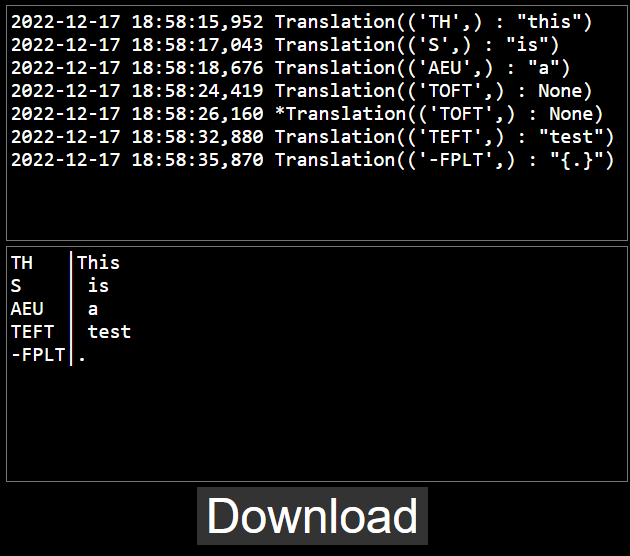 2022-12-17 18:58:15,952 Translation(('TH',) : "this")
2022-12-17 18:58:17,043 Translation(('S',) : "is")
2022-12-17 18:58:18,676 Translation(('AEU',) : "a")
2022-12-17 18:58:24,419 Translation(('TOFT',) : None)
2022-12-17 18:58:26,160 *Translation(('TOFT',) : None)
2022-12-17 18:58:32,880 Translation(('TEFT',) : "test")
2022-12-17 18:58:35,870 Translation(('-FPLT',) : "{.}")
TH   |This
S    | is
AEU  | a
TEFT | test
-FPLT|.
Download